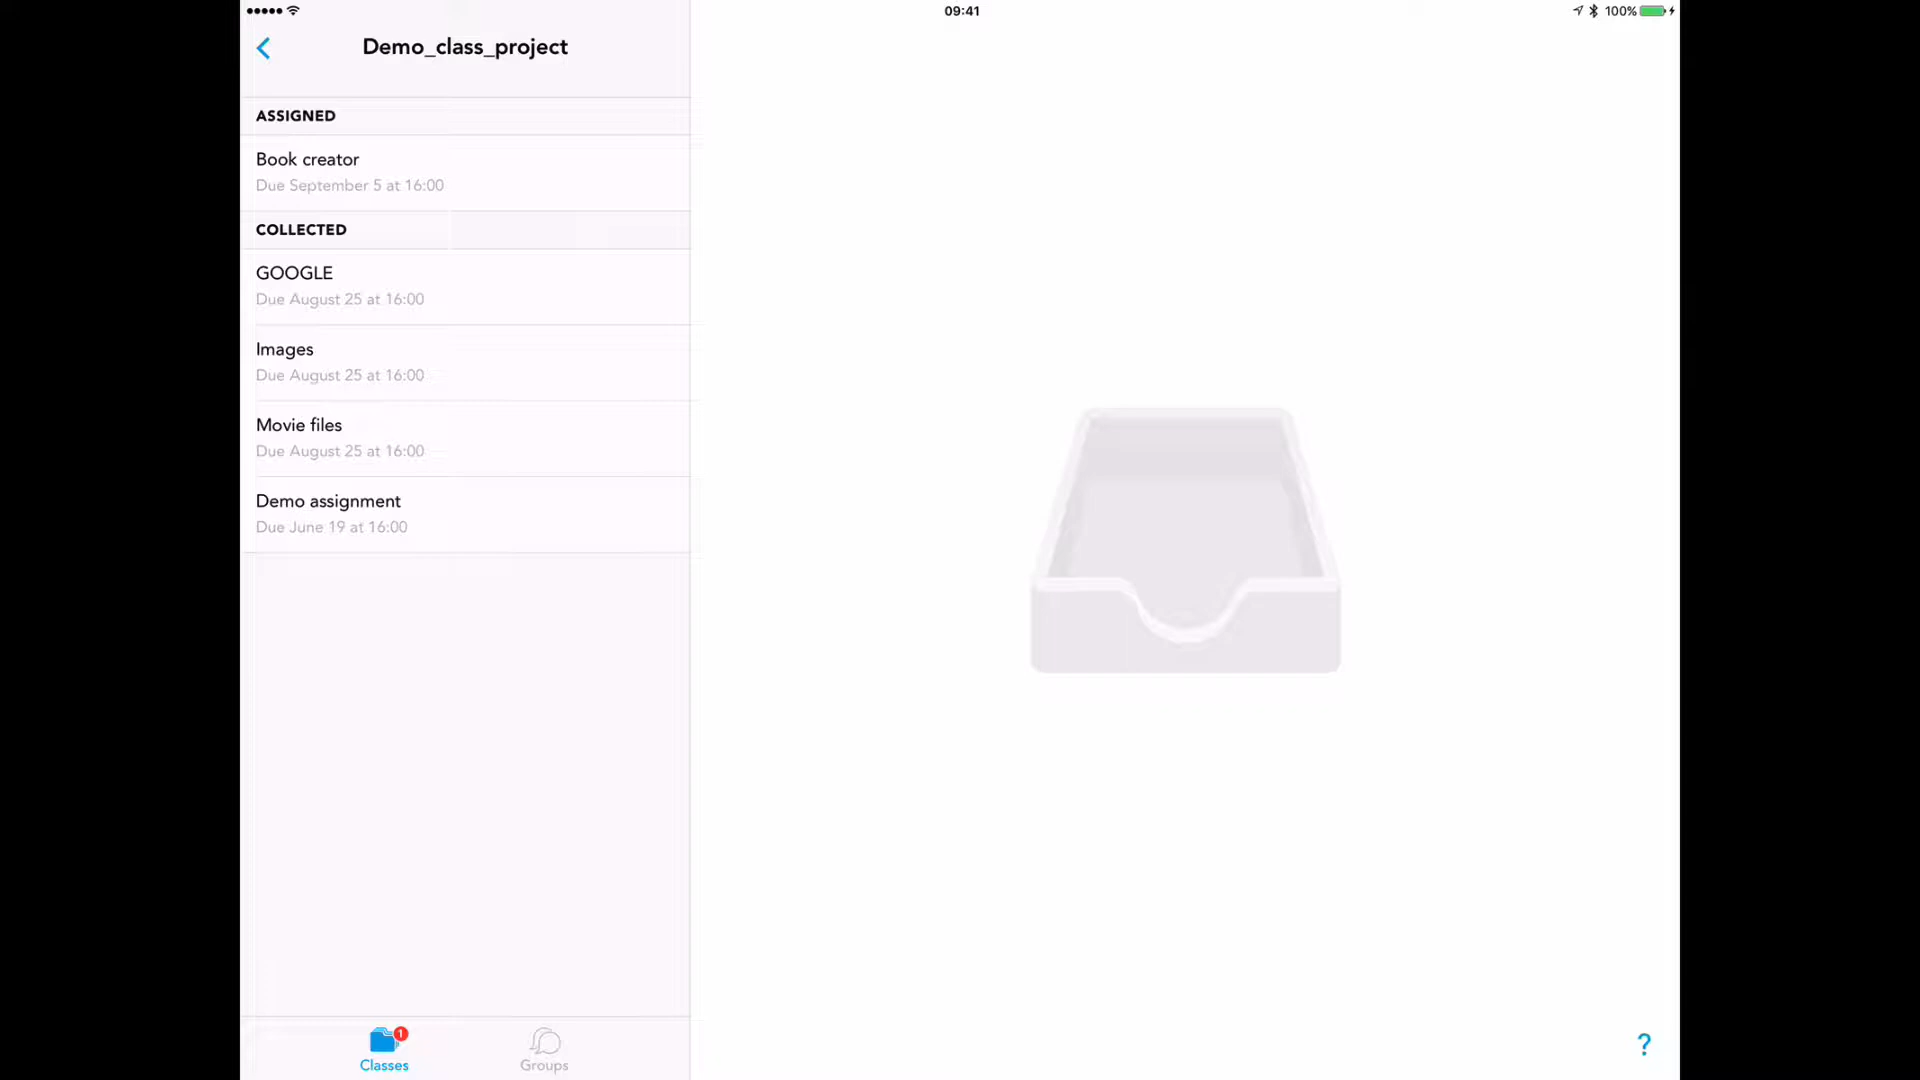 09:41
100%
Demo_class_project
ASSIGNED
Book creator
Due September 5 at 16:00
COLLECTED
GOOGLE
Due August 25 at 16:00
Images
Due August 25 at 16:00
Movie files
Due August 25 at 16:00
Demo assignment
Due June 19 at 16:00
1
Classes
Groups
?